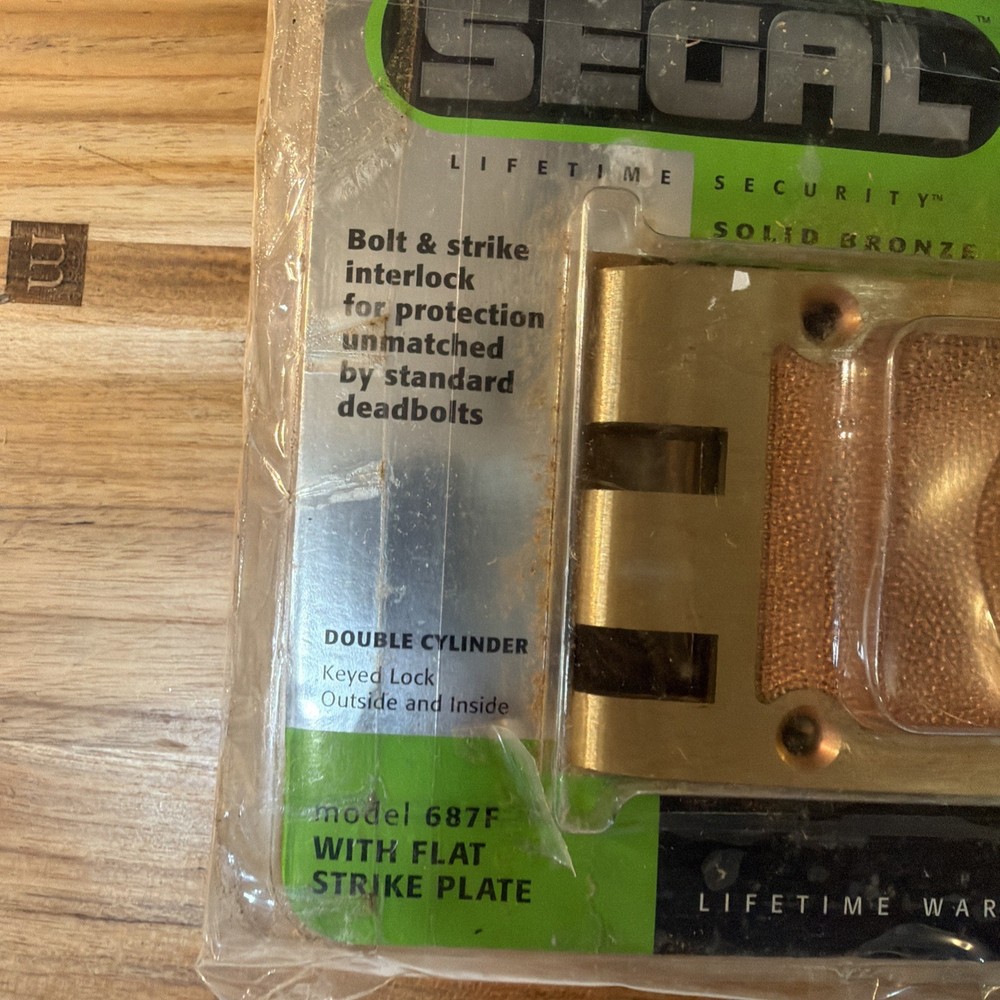 SEGAL™
LIFETIME SECURITY™
SOLID BRONZE
Bolt & strike
interlock
for protection
unmatched
by standard
deadbolts
DOUBLE CYLINDER
Keyed Lock
Outside and Inside
model 687F
WITH FLAT
STRIKE PLATE
LIFETIME WAR
m